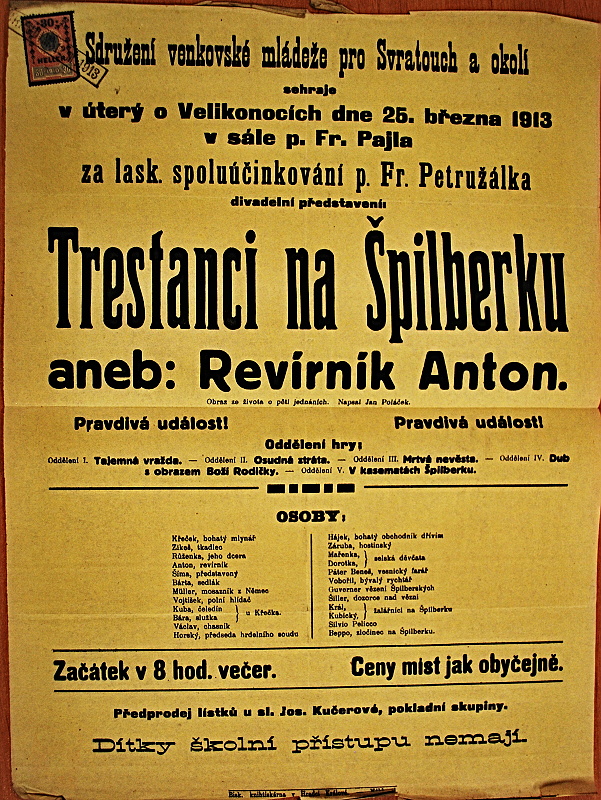 30
HELLER
1913
Sdružení venkovské mládeže pro Svratouch a okolí
sehraje
v úterý o Velikonocích dne 25. března 1913
v sále p. Fr. Pajla
za lask. spoluúčinkování p. Fr. Petružálka
divadelní představení:
Trestanci na Špilberku
aneb: Revírník Anton.
Obraz ze života o pěti jednáních. Napsal Jan Poláček.
Pravdivá událost! Pravdivá událost!
Oddělení hry:
Oddělení I. Tajemná vražda. — Oddělení II. Osudná ztráta. — Oddělení III. Mrtvá nevěsta. — Oddělení IV. Dub
s obrazem Boží Rodičky. — Oddělení V. V kasematách Špilberku.
OSOBY:
Křeček, bohatý mlynář
Zikeš, tkadlec
Růženka, jeho dcera
Anton, revírník
Šíma, představený
Bárta, sedlák
Müller, mosazník z Němec
Vojtíšek, polní hlídač
Kuba, čeledín
Bára, služka } u Křečka.
Václav, chasník
Horský, předseda hrdelního soudu
Hájek, bohatý obchodník dřívím
Záruba, hostinský
Mařenka,
Dorotka, } selská děvčata
Páter Beneš, vesnický farář
Vobořil, bývalý rychtář
Guverner vězení Špilberských
Šiller, dozorce nad vězni
Král,
Kubický, } žalářníci na Špilberku
Silvio Pellico
Beppo, zločinec na Špilberku.
Začátek v 8 hod. večer. Ceny míst jak obyčejně.
Předprodej lístků u sl. Jos. Kučerové, pokladní skupiny.
Dítky školní přístupu nemají.
knihtiskárna v